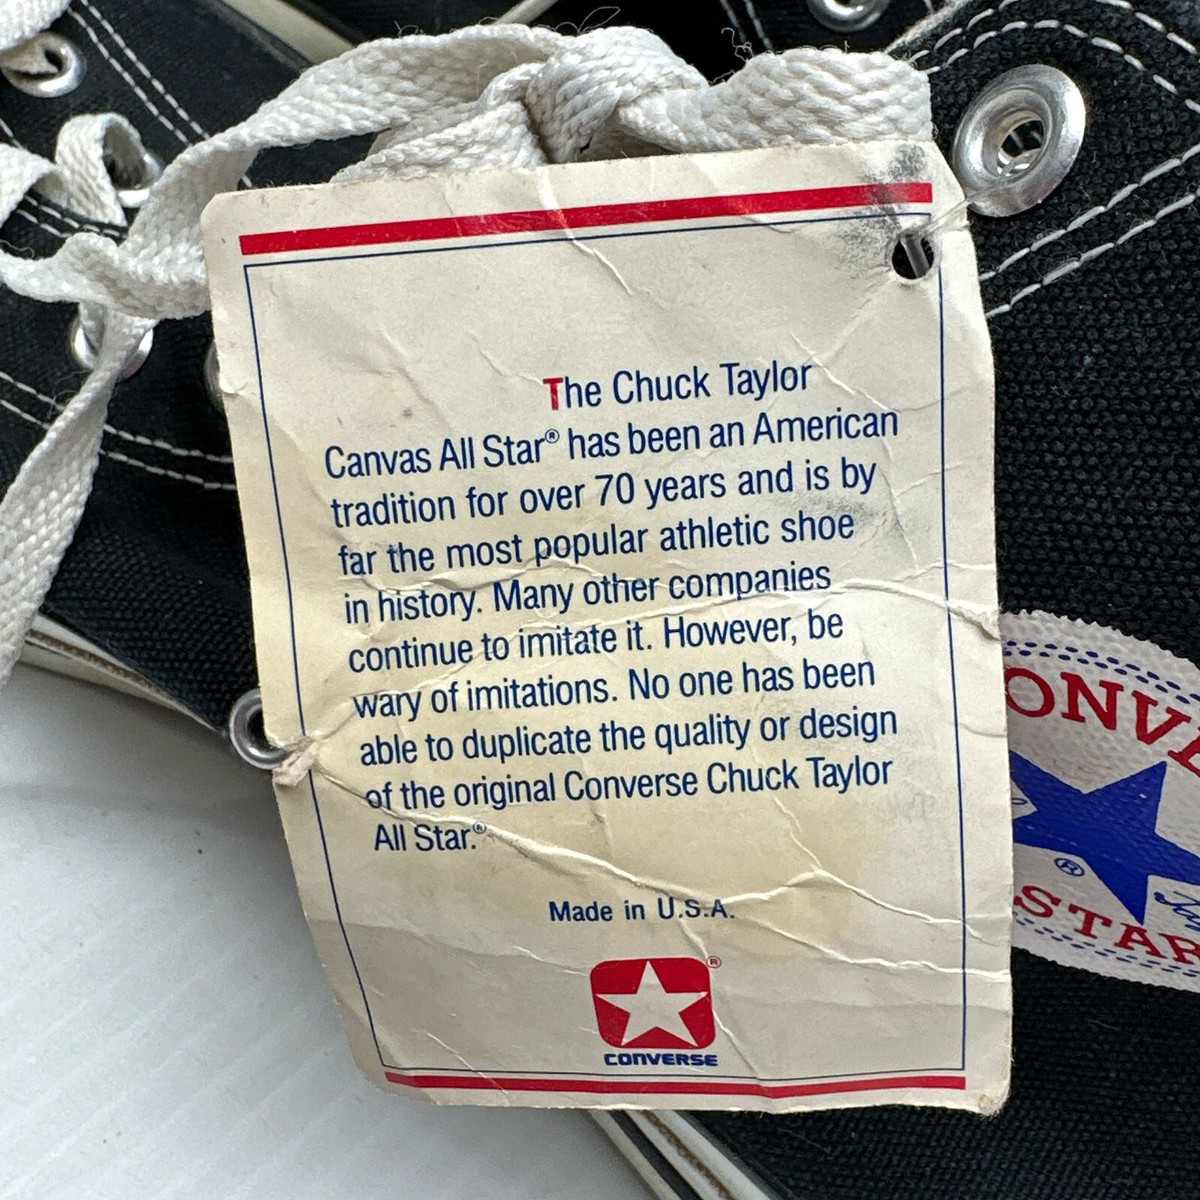 The Chuck Taylor
Canvas All Star® has been an American
tradition for over 70 years and is by
far the most popular athletic shoe
in history. Many other companies
continue to imitate it. However, be
wary of imitations. No one has been
able to duplicate the quality or design
of the original Converse Chuck Taylor
All Star.®
Made in U.S.A.
®
CONVERSE
ONVE
®
STAR